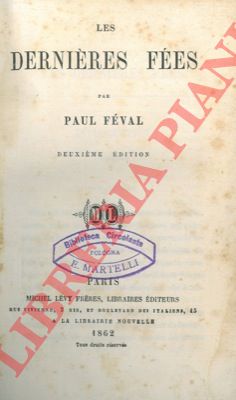 LES
DERNIÈRES FÉES
PAR
PAUL FÉVAL
DEUXIÈME ÉDITION
Biblioteca Circolante
BOLOGNA
E. MARTELLI
PARIS
MICHEL LÉVY FRÈRES, LIBRAIRES ÉDITEURS
RUE VIVIENNE, 2 BIS, ET BOULEVARD DES ITALIENS, 15
A LA LIBRAIRIE NOUVELLE
1862
Tous droits réservés
LIBRERIA PIANI